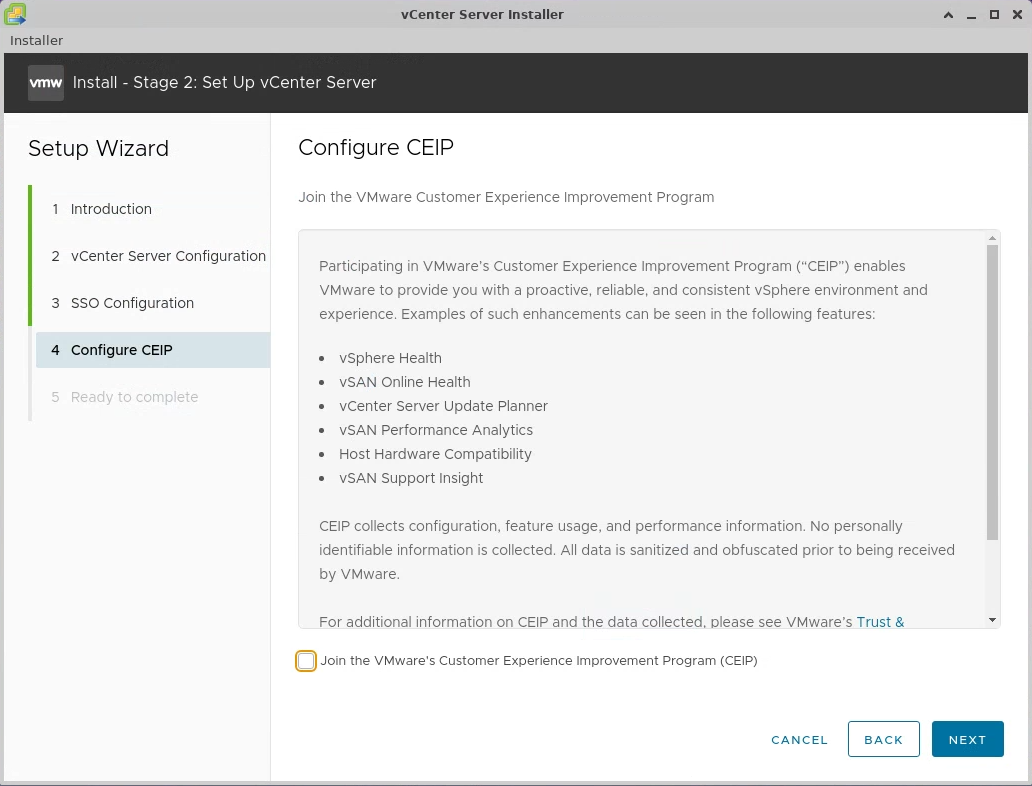 vCenter Server Installer
Installer
vmw Install - Stage 2: Set Up vCenter Server
Setup Wizard
1 Introduction
2 vCenter Server Configuration
3 SSO Configuration
4 Configure CEIP
5 Ready to complete
Configure CEIP
Join the VMware Customer Experience Improvement Program
Participating in VMware's Customer Experience Improvement Program (“CEIP”) enables
VMware to provide you with a proactive, reliable, and consistent vSphere environment and
experience. Examples of such enhancements can be seen in the following features:
• vSphere Health
• vSAN Online Health
• vCenter Server Update Planner
• vSAN Performance Analytics
• Host Hardware Compatibility
• vSAN Support Insight
CEIP collects configuration, feature usage, and performance information. No personally
identifiable information is collected. All data is sanitized and obfuscated prior to being received
by VMware.
For additional information on CEIP and the data collected, please see VMware's Trust &
Join the VMware's Customer Experience Improvement Program (CEIP)
CANCEL BACK NEXT